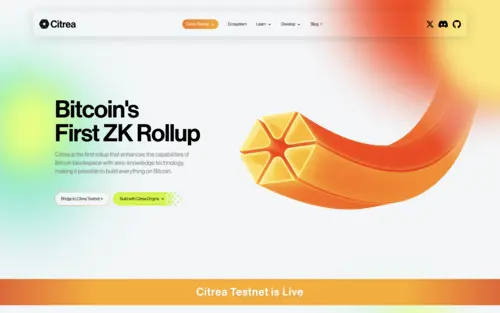 Citrea
Citrea Testnet
Ecosystem
Learn
Develop
Blog
Bitcoin's
First ZK Rollup
Citrea is the first rollup that enhances the capabilities of
Bitcoin blockspace with zero-knowledge technology,
making it possible to build everything on Bitcoin.
Bridge to Citrea Testnet
Build with Citrea Origins
Citrea Testnet is Live